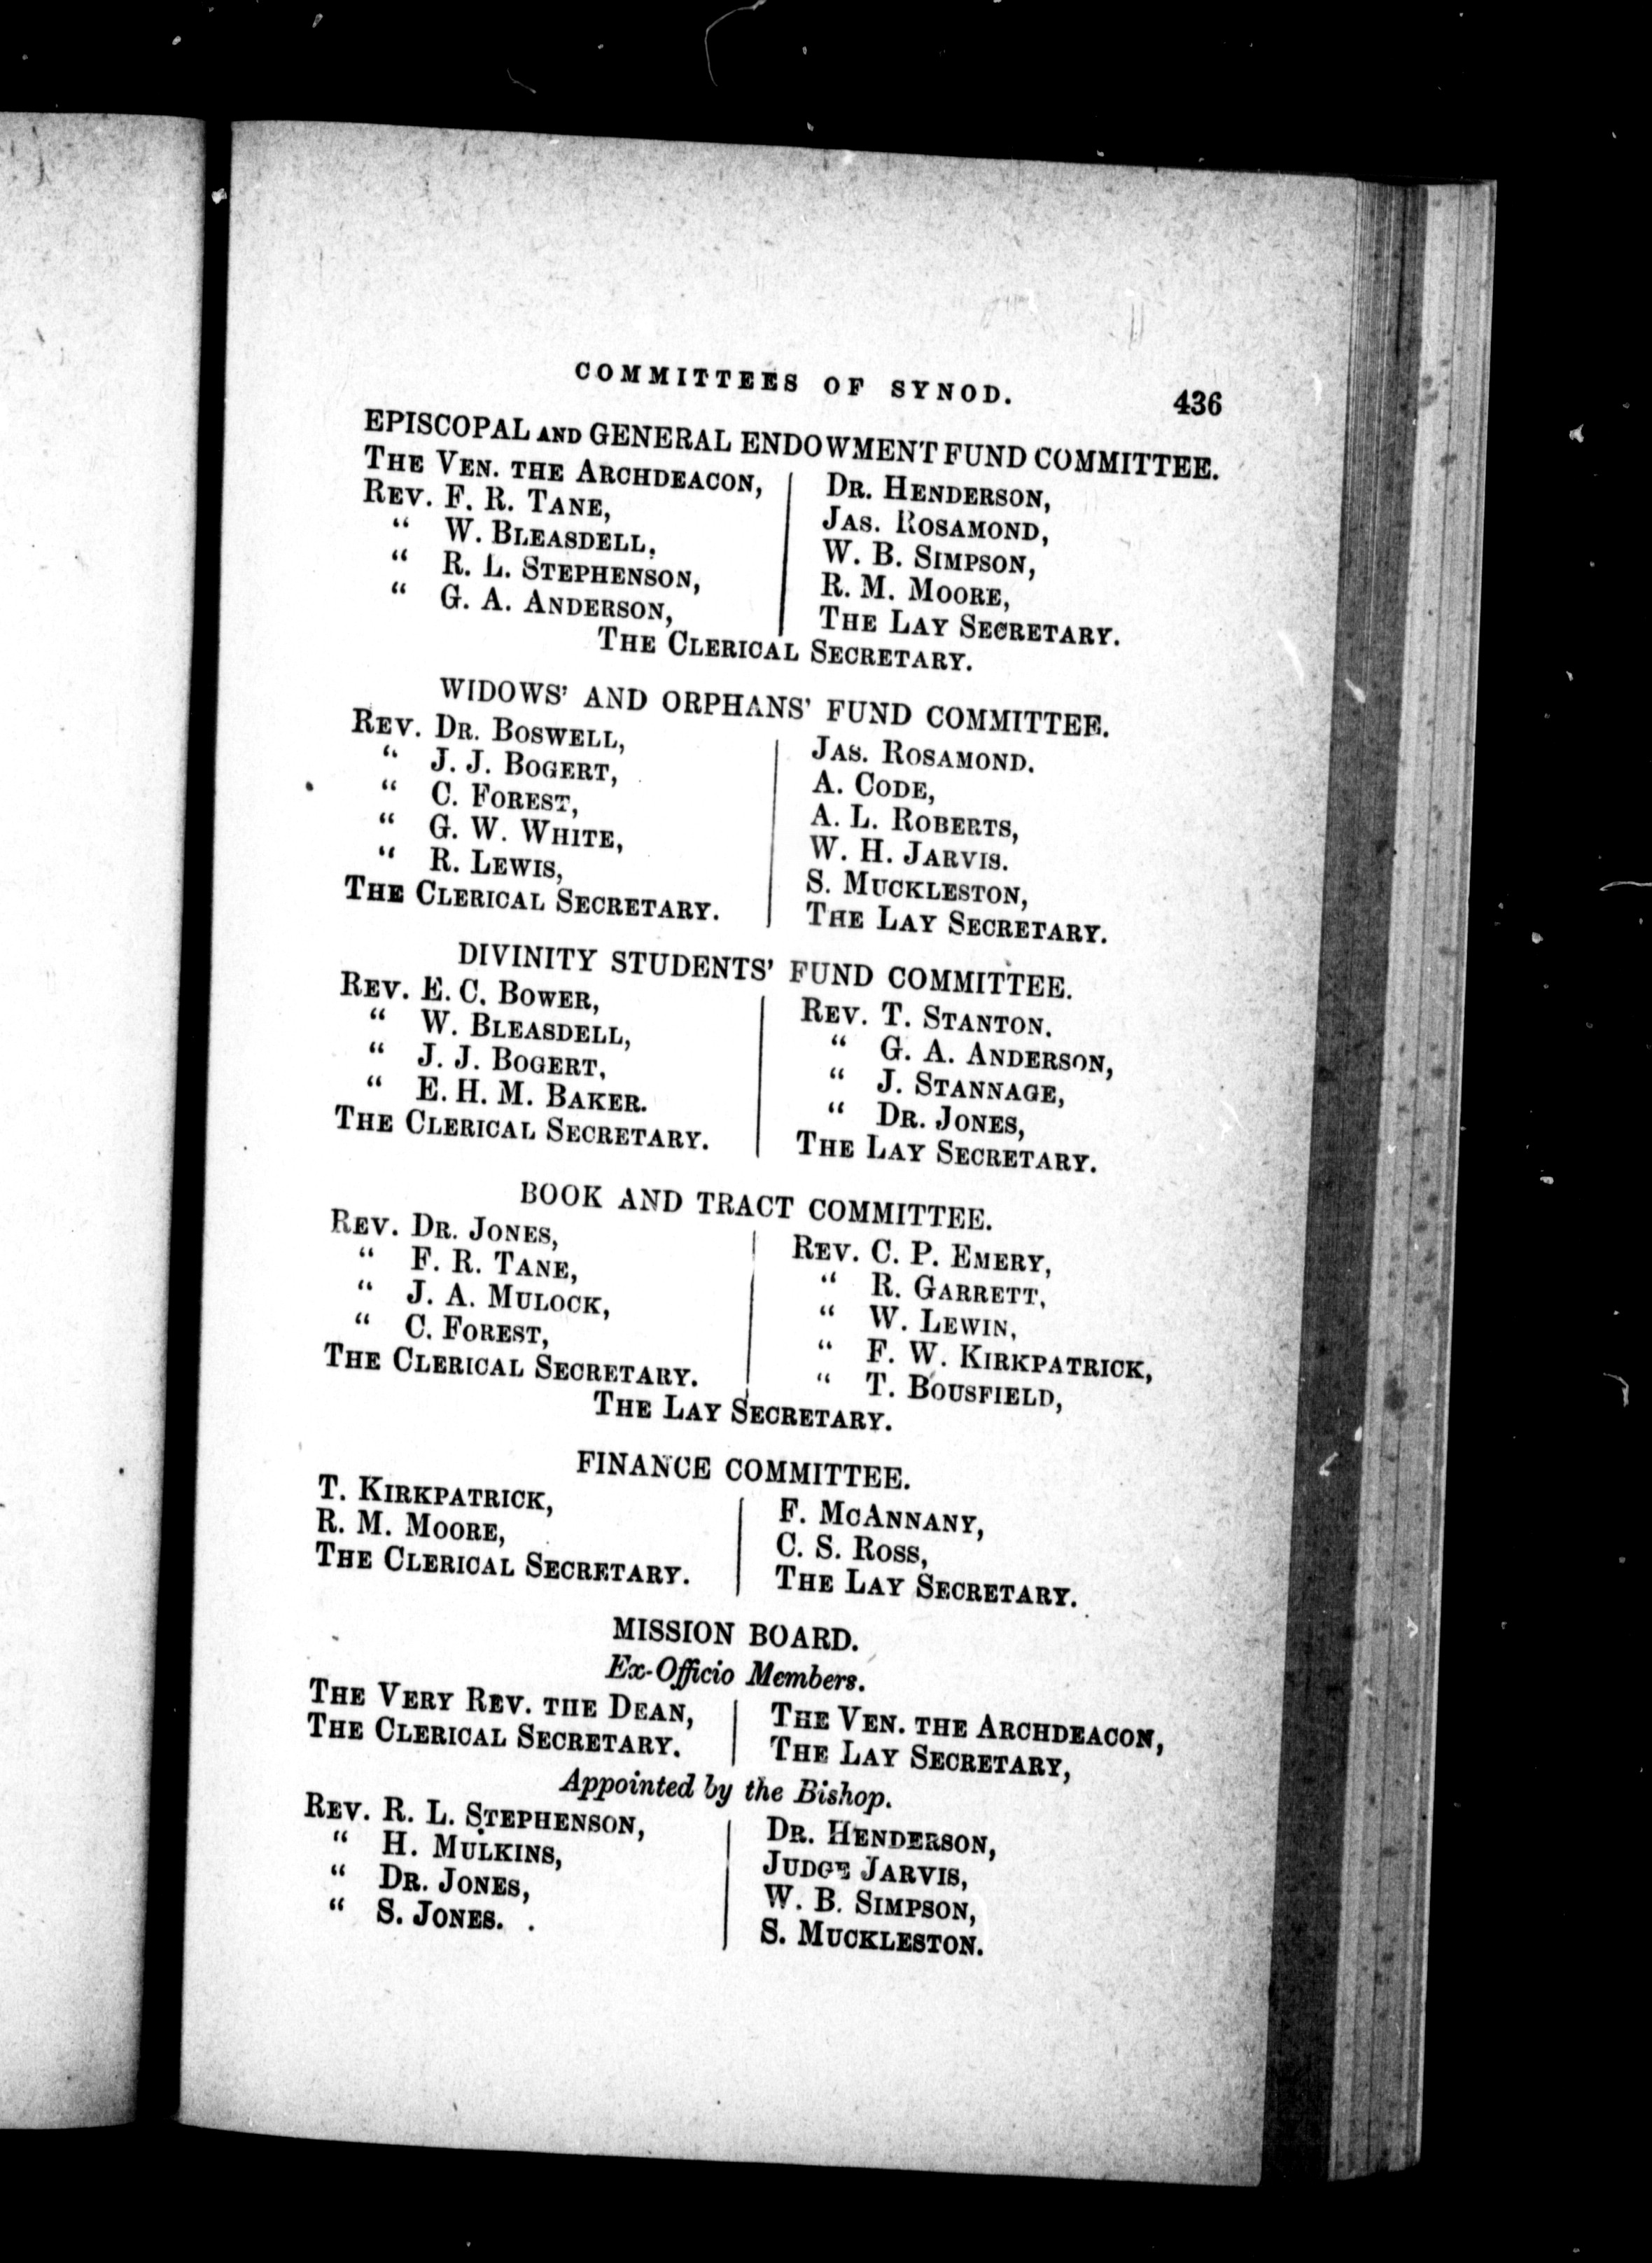 COMMITTEES OF SYNOD. 436
EPISCOPAL AND GENERAL ENDOWMENT FUND COMMITTEE.
THE VEN. THE ARCHDEACON,
REV. F. R. TANE,
" W. BLEASDELL,
" R. L. STEPHENSON,
" G. A. ANDERSON,
DR. HENDERSON,
JAS. ROSAMOND,
W. B. SIMPSON,
R. M. MOORE,
THE LAY SECRETARY.
THE CLERICAL SECRETARY.
WIDOWS' AND ORPHANS' FUND COMMITTEE.
REV. DR. BOSWELL,
" J. J. BOGERT,
" C. FOREST,
" G. W. WHITE,
" R. LEWIS,
THE CLERICAL SECRETARY.
JAS. ROSAMOND.
A. CODE,
A. L. ROBERTS,
W. H. JARVIS.
S. MUCKLESTON,
THE LAY SECRETARY.
DIVINITY STUDENTS' FUND COMMITTEE.
REV. E. C. BOWER,
" W. BLEASDELL,
" J. J. BOGERT,
" E. H. M. BAKER.
THE CLERICAL SECRETARY.
REV. T. STANTON.
" G. A. ANDERSON,
" J. STANNAGE,
" DR. JONES,
THE LAY SECRETARY.
BOOK AND TRACT COMMITTEE.
REV. DR. JONES,
" F. R. TANE,
" J. A. MULOCK,
" C. FOREST,
THE CLERICAL SECRETARY.
REV. C. P. EMERY,
" R. GARRETT,
" W. LEWIN,
" F. W. KIRKPATRICK,
" T. BOUSFIELD,
THE LAY SECRETARY.
FINANCE COMMITTEE.
T. KIRKPATRICK,
R. M. MOORE,
THE CLERICAL SECRETARY.
F. MCANNANY,
C. S. ROSS,
THE LAY SECRETARY.
MISSION BOARD.
Ex-Officio Members.
THE VERY REV. THE DEAN,
THE CLERICAL SECRETARY.
THE VEN. THE ARCHDEACON,
THE LAY SECRETARY,
Appointed by the Bishop.
REV. R. L. STEPHENSON,
" H. MULKINS,
" DR. JONES,
" S. JONES.
DR. HENDERSON,
JUDGE JARVIS,
W. B. SIMPSON,
S. MUCKLESTON.